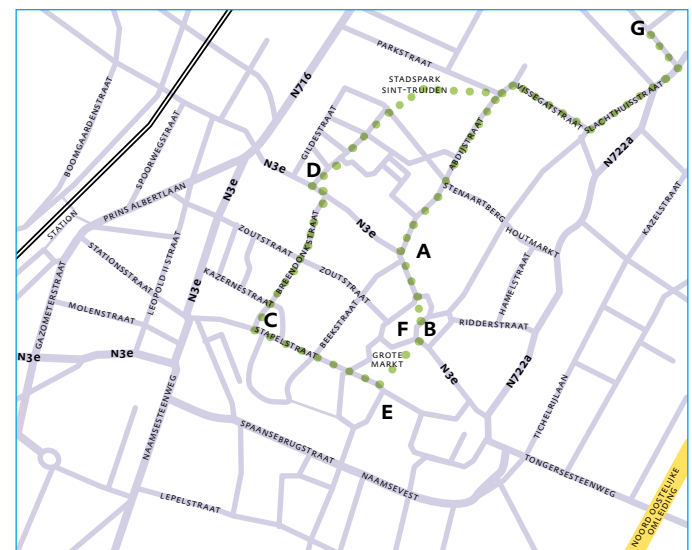 G
PARKSTRAAT
STADSPARK
SINT-TRUIDEN
N716
VISSEGATSTRAAT
SLACHTHUISSTRAAT
BOOMGAARDENSTRAAT
SPOORWEGSTRAAT
GILDESTRAAT
ABDIJSTRAAT
N722a
N3e
D
N3e
PRINS ALBERTLAAN
STENAARTBERG
HOUTMARKT
KAZELSTRAAT
STATION
N3e
A
BREENDONKSTRAAT
ZOUTSTRAAT
ZOUTSTRAAT
STATIONSSTRAAT
LEOPOLD II STRAAT
KAZERNESTRAAT
HAMELSTRAAT
N3e
GAZOMETERSTRAAT
MOLENSTRAAT
C
STAPELSTRAAT
BEEKSTRAAT
F
B
RIDDERSTRAAT
N3e
N3e
GROTE
MARKT
N3e
N722a
E
TICHELRIJLAAN
NAAMSESTEENWEG
SPAANSEBRUGSTRAAT
NAAMSEVEST
TONGERSESTEENWEG
LEPELSTRAAT
NOORD OOSTELIJKE
OMLEIDING